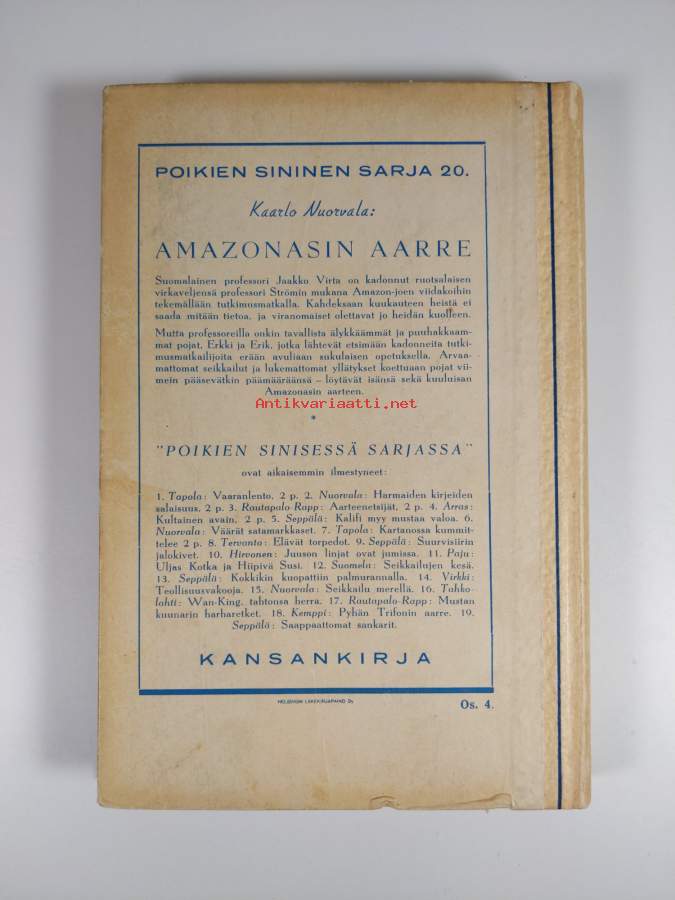 POIKIEN SININEN SARJA 20.
Kaarlo Nuorvala:
AMAZONASIN AARRE
Suomalainen professori Jaakko Virta on kadonnut ruotsalaisen
virkaveljensä professori Strömin mukana Amazon-joen viidakoihin
tekemällään tutkimusmatkalla. Kahdeksaan kuukauteen heistä ei
saada mitään tietoa, ja viranomaiset olettavat jo heidän kuolleen.
Mutta professoreilla onkin tavallista älykkäämmät ja puuhakkaam-
mat pojat, Erkki ja Erik, jotka lähtevät etsimään kadonneita tutki-
musmatkailijoita erään avuliaan sukulaisen opetuksella. Arvaa-
mattomat seikkailut ja lukemattomat yllätykset koettuaan pojat vii-
mein pääsevätkin päämääräänsä – löytävät isänsä sekä kuuluisan
Amazonasin aarteen.
Antikvariaatti.net
*
"POIKIEN SINISESSÄ SARJASSA"
ovat aikaisemmin ilmestyneet:
1. Tapola: Vaaranlento, 2 p. 2. Nuorvala: Harmaiden kirjeiden
salaisuus, 2 p. 3. Rautapalo-Rapp: Aarteenetsijät, 2 p. 4. Arras:
Kultainen avain, 2 p. 5. Seppälä: Kalifi myy mustaa valoa. 6.
Nuorvala: Väärät satamarkkaset. 7. Tapola: Kartanossa kummit-
telee 2 p. 8. Tervanto: Elävät torpedot. 9. Seppälä: Suurvisiirin
jalokivet. 10. Hirvonen: Juuson linjat ovat jumissa. 11. Paju:
Uljas Kotka ja Hiipivä Susi. 12. Suomela: Seikkailujen kesä.
13. Seppälä: Kokkikin kuopattiin palmurannalla. 14. Virkki:
Teollisuusvakooja. 15. Nuorvala: Seikkailu merellä. 16. Tahko-
lahti: Wan-King, tahtonsa herra. 17. Rautapalo-Rapp: Mustan
kuunarin harharetket. 18. Kemppi: Pyhän Trifonin aarre. 19.
Seppälä: Saappaattomat sankarit.
KANSANKIRJA
HELSINGIN LIIKEKIRJAPAINO Oy
Os. 4.